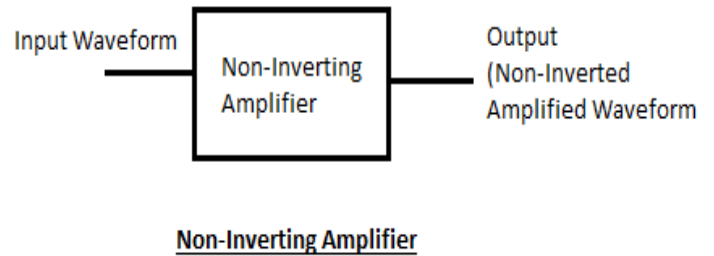 Input Waveform
Non-Inverting
Amplifier
Output
(Non-Inverted
Amplified Waveform
Non-Inverting Amplifier